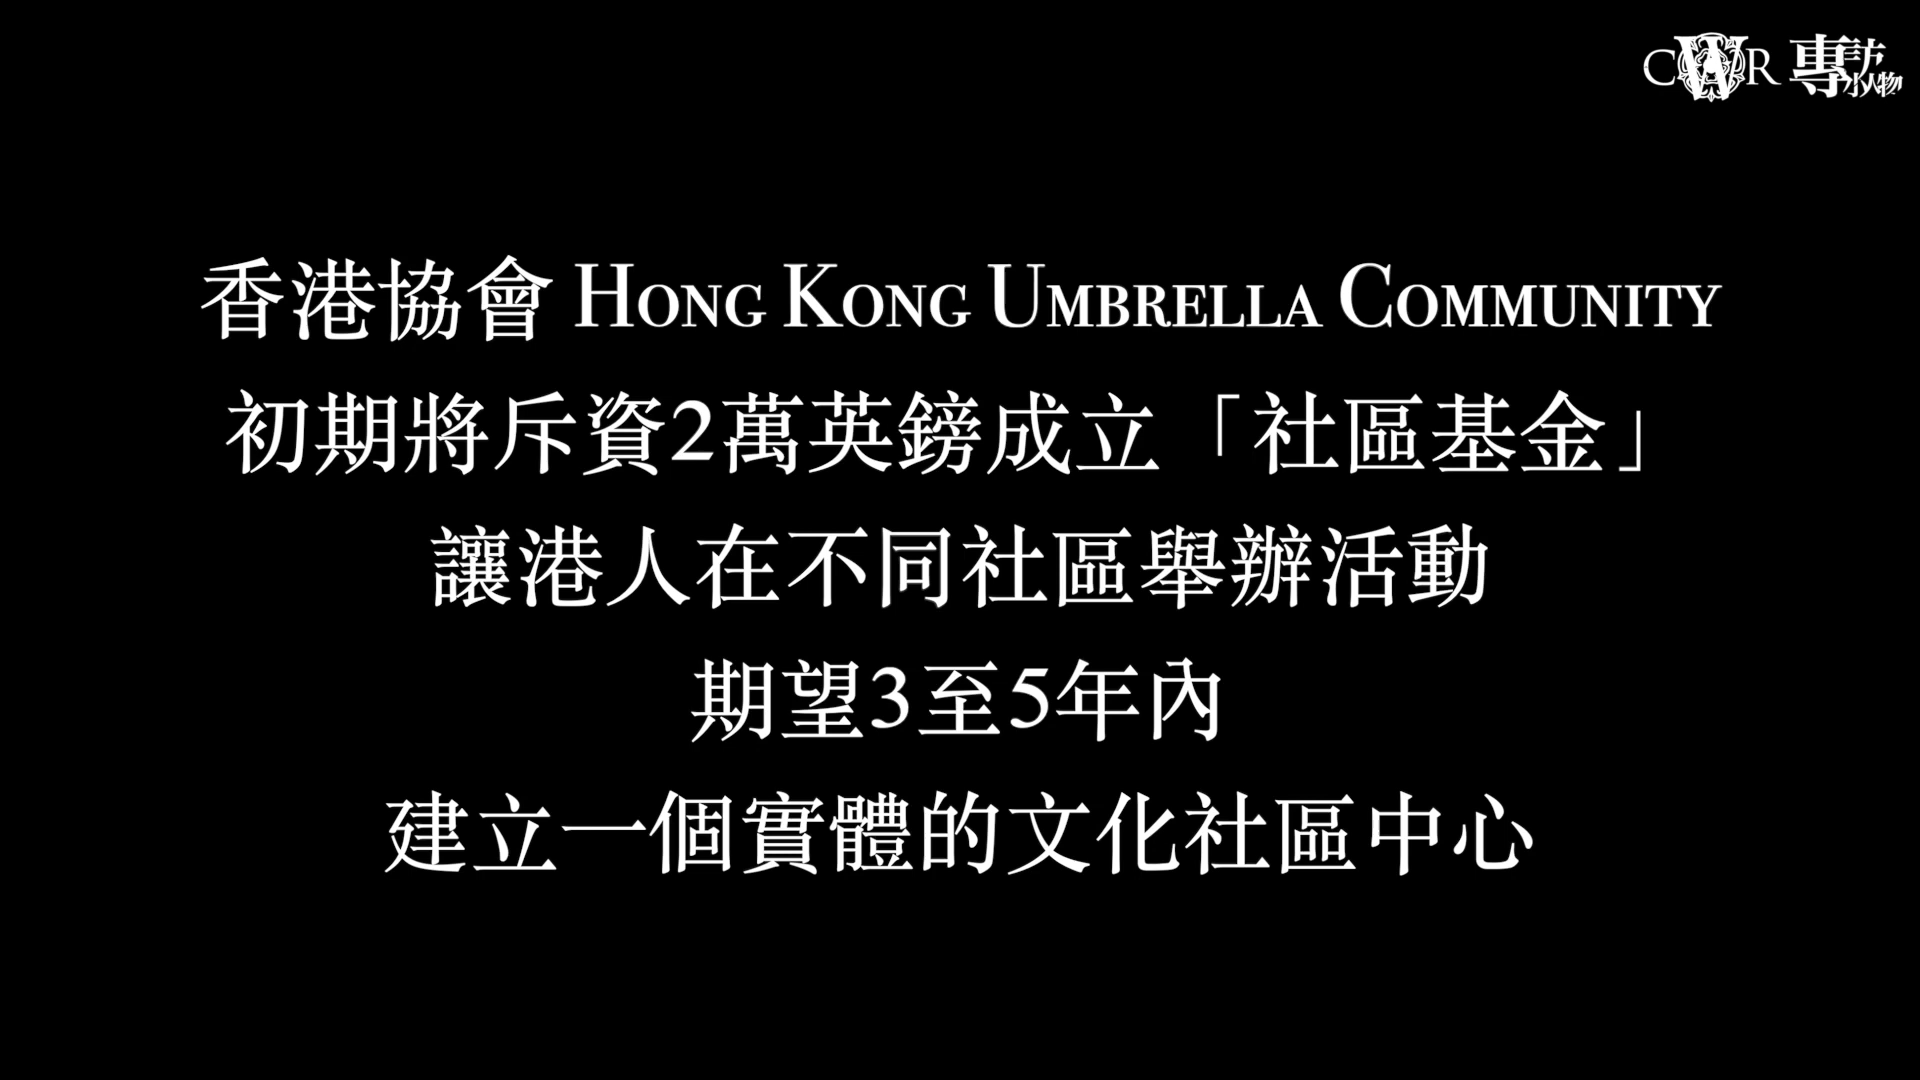 CWR 專訪小人物
香港協會 HONG KONG UMBRELLA COMMUNITY
初期將斥資2萬英鎊成立「社區基金」
讓港人在不同社區舉辦活動
期望3至5年內
建立一個實體的文化社區中心